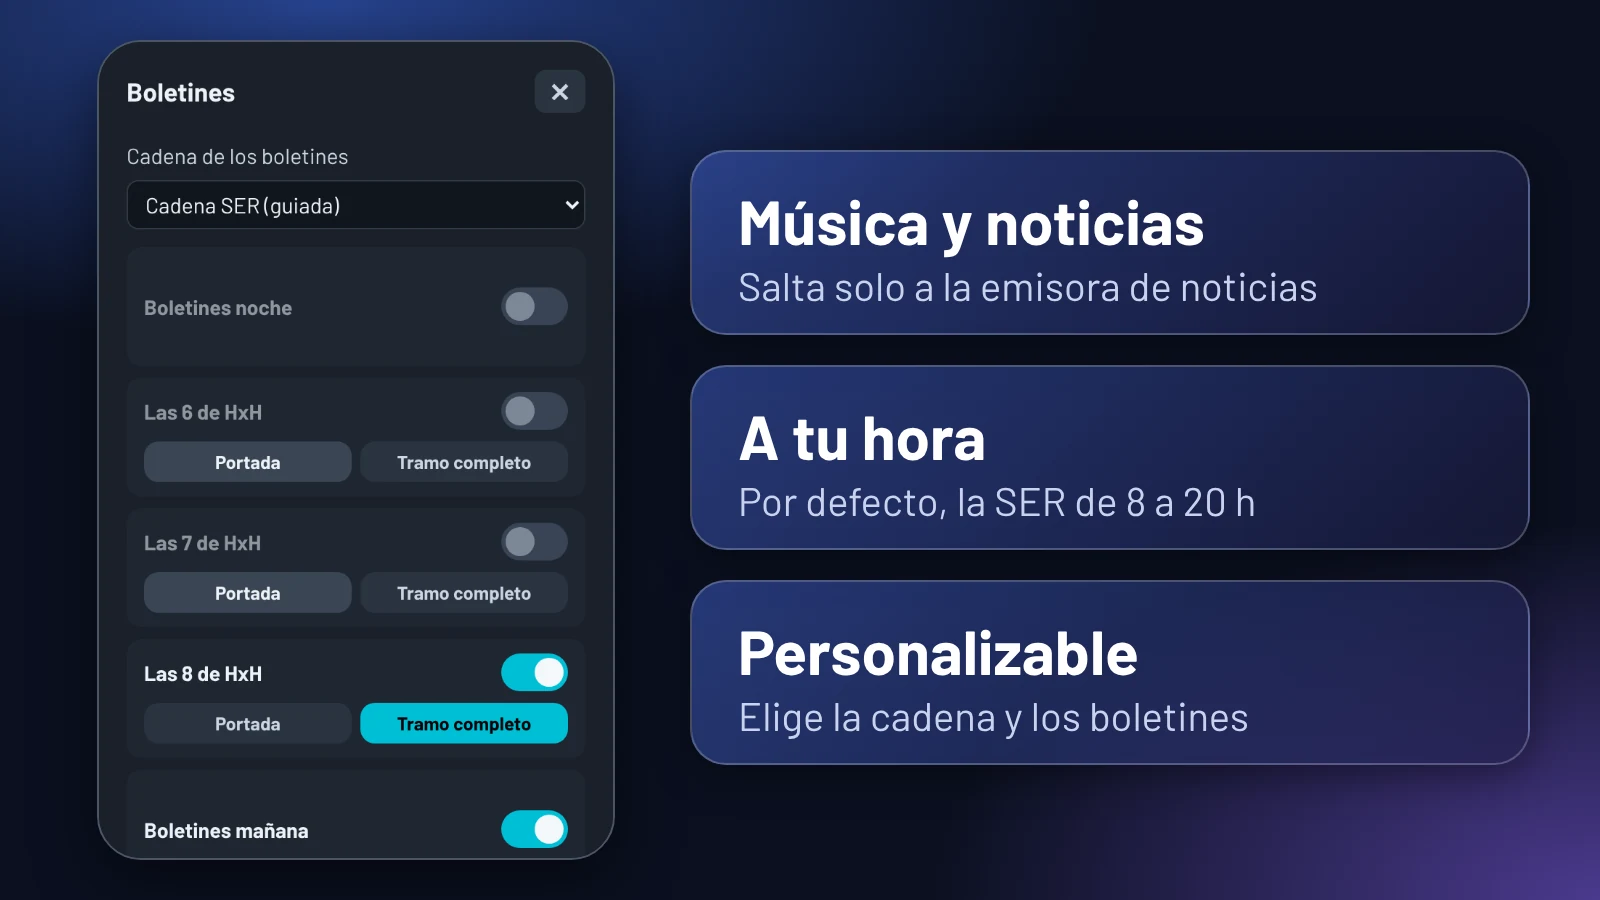 Boletines
Cadena de los boletines
Cadena SER (guiada)
Boletines noche
Las 6 de HxH
Portada
Tramo completo
Las 7 de HxH
Portada
Tramo completo
Las 8 de HxH
Portada
Tramo completo
Boletines mañana
Música y noticias
Salta solo a la emisora de noticias
A tu hora
Por defecto, la SER de 8 a 20 h
Personalizable
Elige la cadena y los boletines